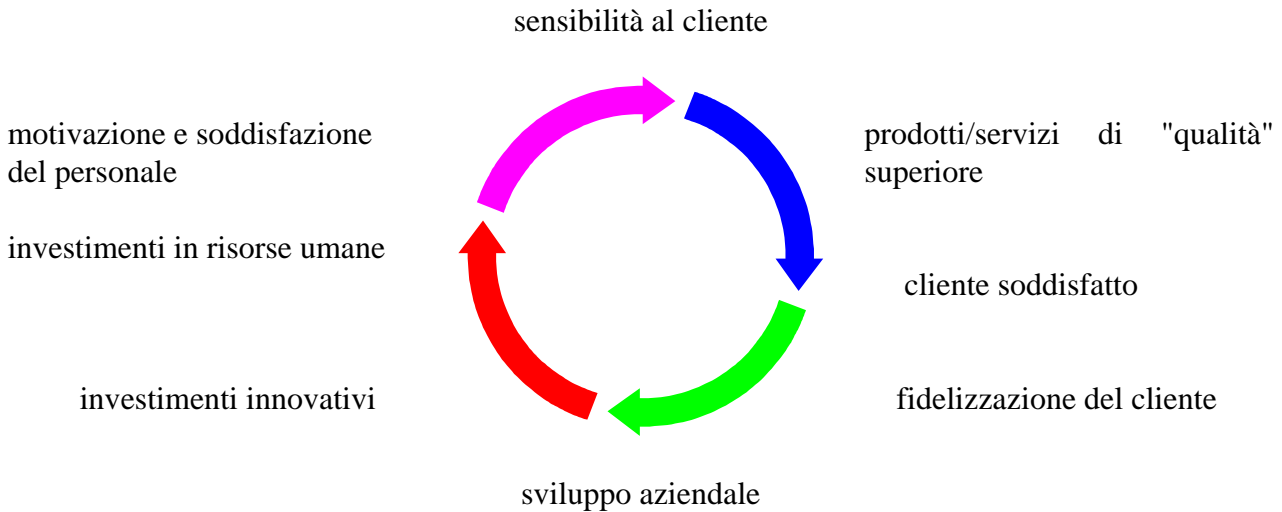 sensibilità al cliente
motivazione e soddisfazione
del personale
prodotti/servizi di "qualità"
superiore
investimenti in risorse umane
cliente soddisfatto
investimenti innovativi
fidelizzazione del cliente
sviluppo aziendale